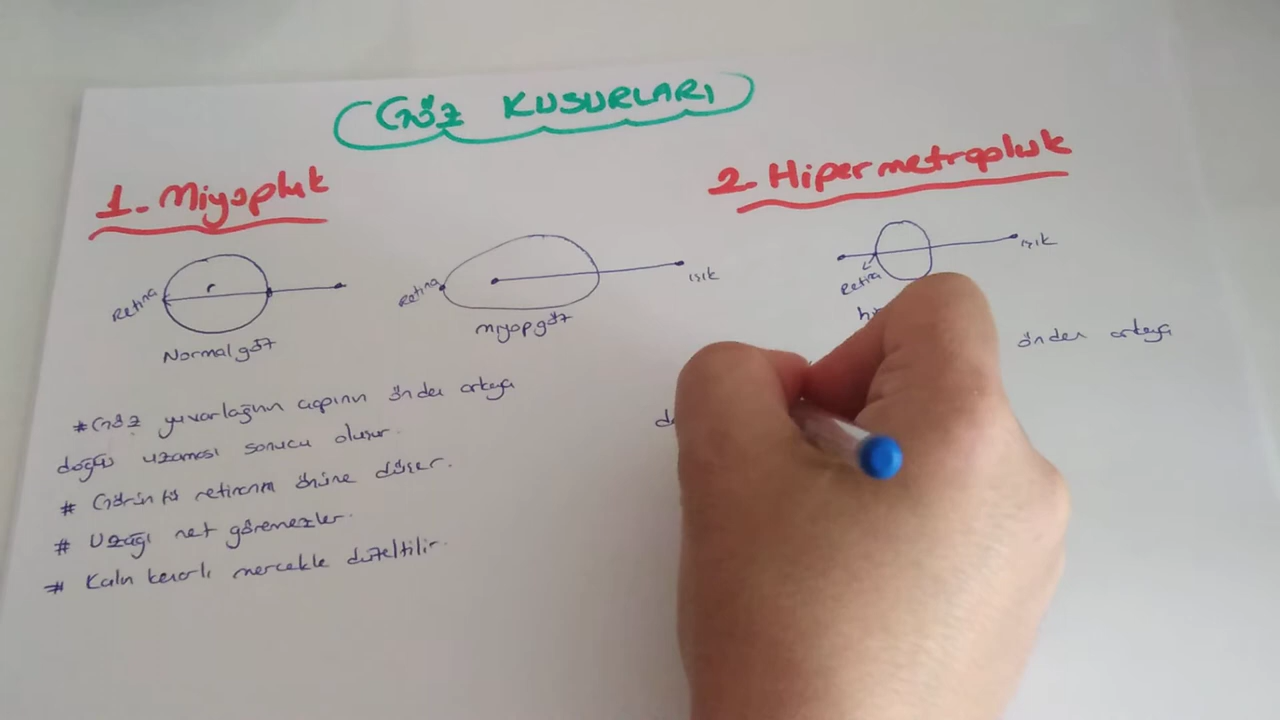 GÖZ KUSURLARI
1. Miyopluk
2. Hipermetropluk
Retina
Normal göz
Retina
ışık
miyop göz
Retina
ışık
önden arkaya
# Göz yuvarlağının çapının önden arkaya
doğru uzaması sonucu oluşur.
# Görüntü retinanın önüne düşer.
# Uzağı net göremezler.
# Kalın kenarlı mercekle düzeltilir.